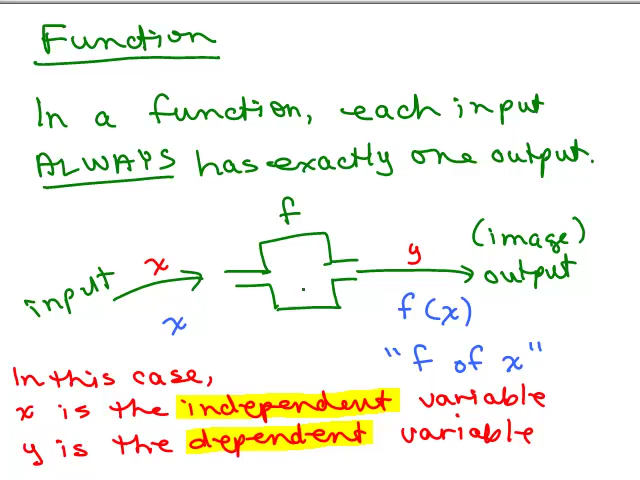 Function
In a function, each input
ALWAYS has exactly one output.
f
input x y (image)
output
x f(x)
"f of x"
In this case,
x is the independent variable
y is the dependent variable